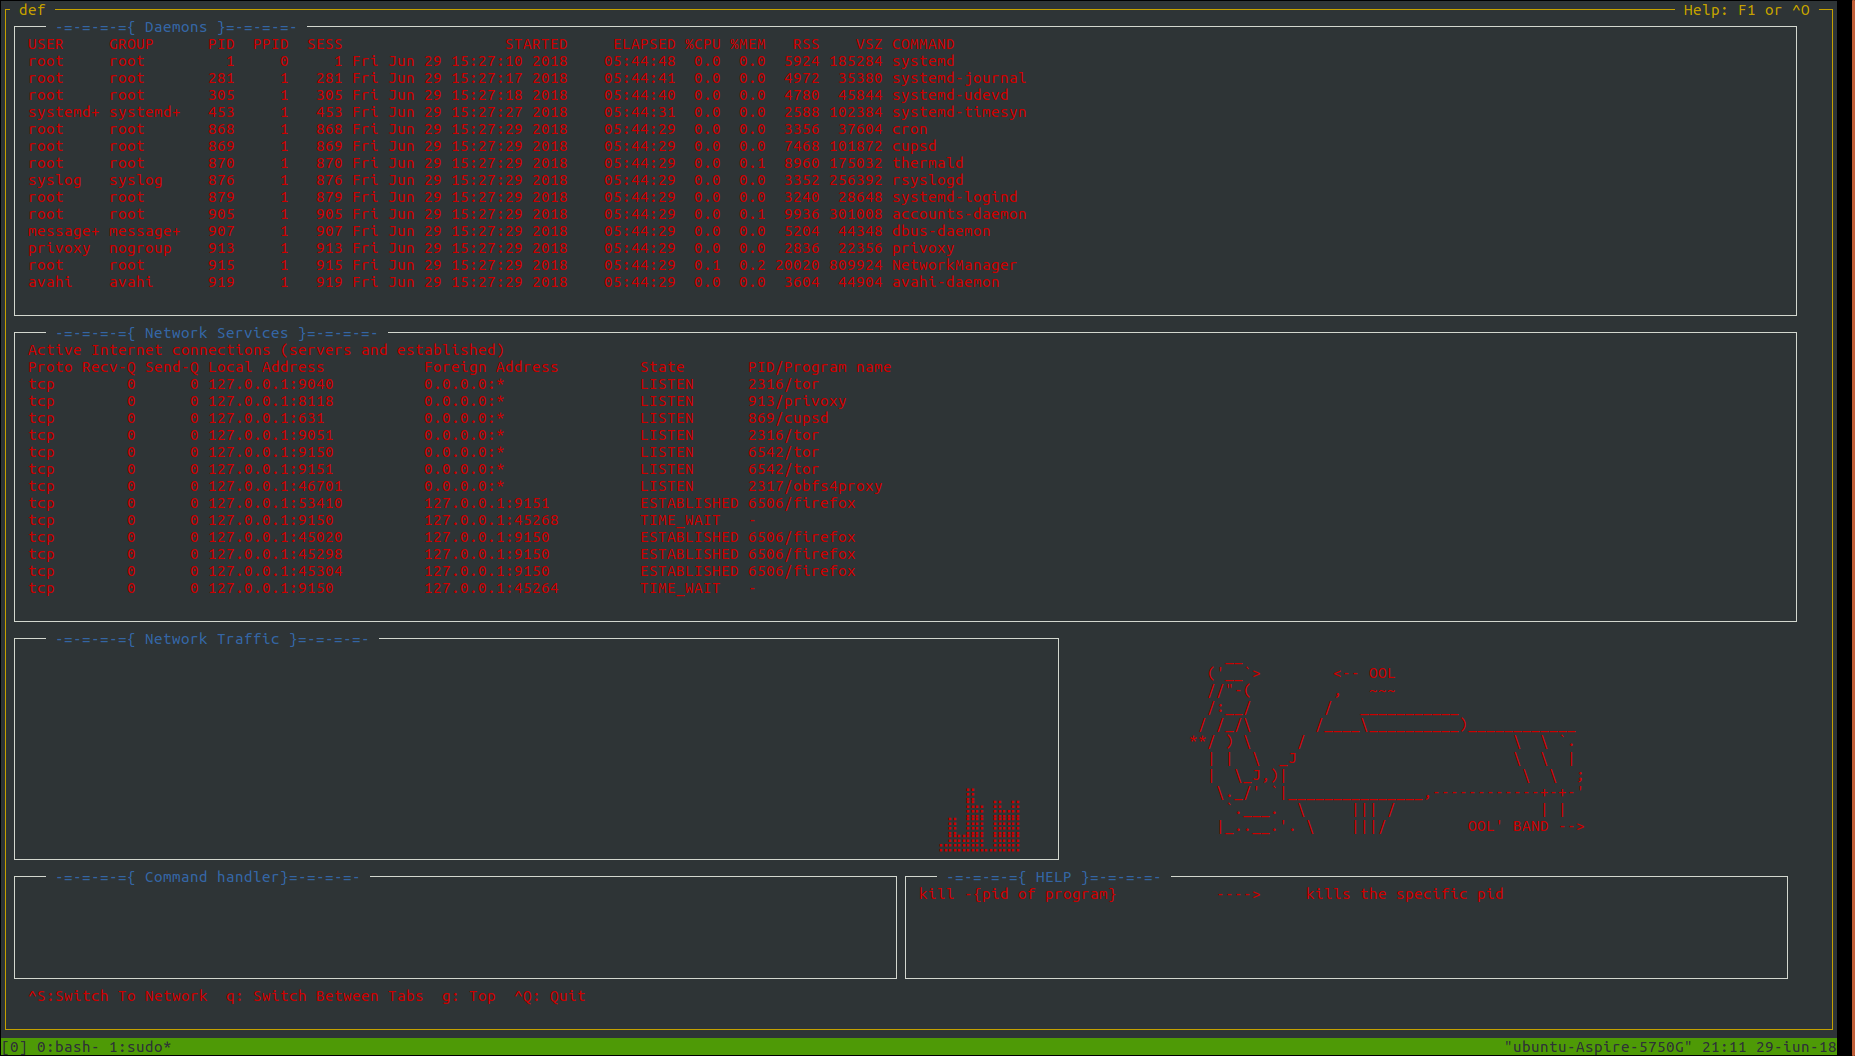 def Help: F1 or ^O
-=-=-=-={ Daemons }=-=-=-=-
USER GROUP PID PPID SESS STARTED ELAPSED %CPU %MEM RSS VSZ COMMAND
root root 1 0 1 Fri Jun 29 15:27:10 2018 05:44:48 0.0 0.0 5924 185284 systemd
root root 281 1 281 Fri Jun 29 15:27:17 2018 05:44:41 0.0 0.0 4972 35380 systemd-journal
root root 305 1 305 Fri Jun 29 15:27:18 2018 05:44:40 0.0 0.0 4780 45844 systemd-udevd
systemd+ systemd+ 453 1 453 Fri Jun 29 15:27:27 2018 05:44:31 0.0 0.0 2588 102384 systemd-timesyn
root root 868 1 868 Fri Jun 29 15:27:29 2018 05:44:29 0.0 0.0 3356 37604 cron
root root 869 1 869 Fri Jun 29 15:27:29 2018 05:44:29 0.0 0.0 7468 101872 cupsd
root root 870 1 870 Fri Jun 29 15:27:29 2018 05:44:29 0.0 0.1 8960 175032 thermald
syslog syslog 876 1 876 Fri Jun 29 15:27:29 2018 05:44:29 0.0 0.0 3352 256392 rsyslogd
root root 879 1 879 Fri Jun 29 15:27:29 2018 05:44:29 0.0 0.0 3240 28648 systemd-logind
root root 905 1 905 Fri Jun 29 15:27:29 2018 05:44:29 0.0 0.1 9936 301008 accounts-daemon
message+ message+ 907 1 907 Fri Jun 29 15:27:29 2018 05:44:29 0.0 0.0 5204 44348 dbus-daemon
privoxy nogroup 913 1 913 Fri Jun 29 15:27:29 2018 05:44:29 0.0 0.0 2836 22356 privoxy
root root 915 1 915 Fri Jun 29 15:27:29 2018 05:44:29 0.1 0.2 20020 809924 NetworkManager
avahi avahi 919 1 919 Fri Jun 29 15:27:29 2018 05:44:29 0.0 0.0 3604 44904 avahi-daemon
-=-=-=-={ Network Services }=-=-=-=-
Active Internet connections (servers and established)
Proto Recv-Q Send-Q Local Address Foreign Address State PID/Program name
tcp 0 0 127.0.0.1:9040 0.0.0.0:* LISTEN 2316/tor
tcp 0 0 127.0.0.1:8118 0.0.0.0:* LISTEN 913/privoxy
tcp 0 0 127.0.0.1:631 0.0.0.0:* LISTEN 869/cupsd
tcp 0 0 127.0.0.1:9051 0.0.0.0:* LISTEN 2316/tor
tcp 0 0 127.0.0.1:9150 0.0.0.0:* LISTEN 6542/tor
tcp 0 0 127.0.0.1:9151 0.0.0.0:* LISTEN 6542/tor
tcp 0 0 127.0.0.1:46701 0.0.0.0:* LISTEN 2317/obfs4proxy
tcp 0 0 127.0.0.1:53410 127.0.0.1:9151 ESTABLISHED 6506/firefox
tcp 0 0 127.0.0.1:9150 127.0.0.1:45268 TIME_WAIT -
tcp 0 0 127.0.0.1:45020 127.0.0.1:9150 ESTABLISHED 6506/firefox
tcp 0 0 127.0.0.1:45298 127.0.0.1:9150 ESTABLISHED 6506/firefox
tcp 0 0 127.0.0.1:45304 127.0.0.1:9150 ESTABLISHED 6506/firefox
tcp 0 0 127.0.0.1:9150 127.0.0.1:45264 TIME_WAIT -
-=-=-=-={ Network Traffic }=-=-=-=-
<-- OOL
OOL' BAND -->
-=-=-=-={ Command handler}=-=-=-=-
-=-=-=-={ HELP }=-=-=-=-
kill -{pid of program} ----> kills the specific pid
^S:Switch To Network q: Switch Between Tabs g: Top ^Q: Quit
[0] 0:bash- 1:sudo* "ubuntu-Aspire-5750G" 21:11 29-iun-18